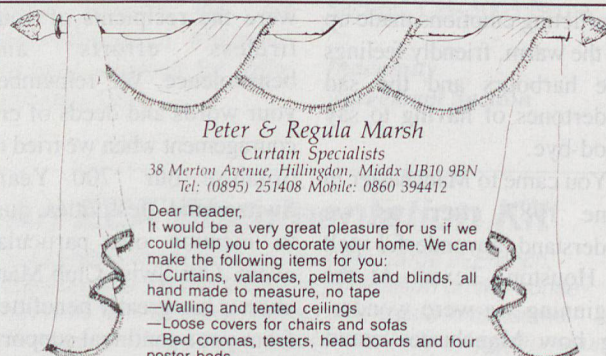 Peter & Regula Marsh
Curtain Specialists
38 Merton Avenue, Hillingdon, Middx UB10 9BN
Tel: (0895) 251408 Mobile: 0860 394412
Dear Reader,
It would be a very great pleasure for us if we
could help you to decorate your home. We can
make the following items for you:
—Curtains, valances, pelmets and blinds, all
hand made to measure, no tape
—Walling and tented ceilings
—Loose covers for chairs and sofas
—Bed coronas, testers, head boards and four
poster beds